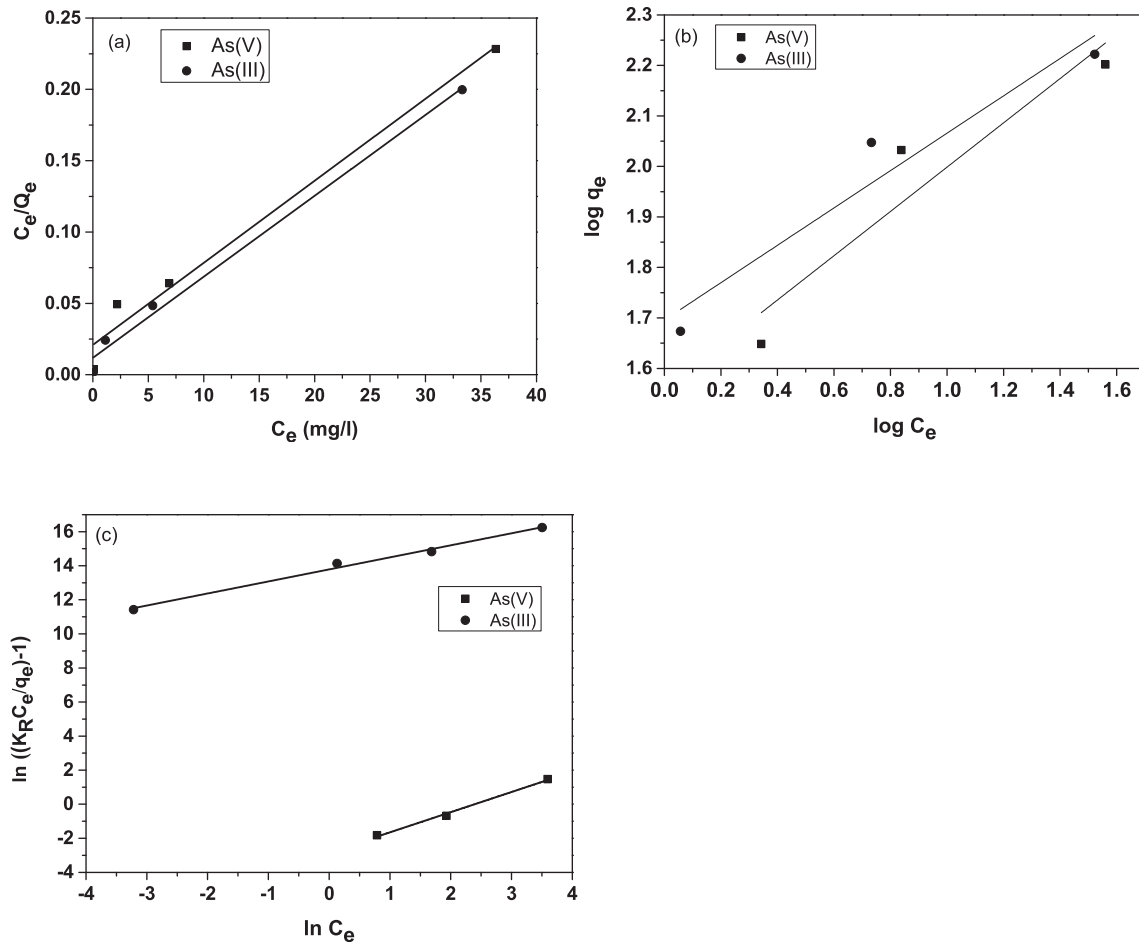 (a)
As(V)
As(III)
0.25
0.20
0.15
0.10
0.05
0.00
C_e/Q_e
0 5 10 15 20 25 30 35 40
C_e (mg/l)
(b)
As(V)
As(III)
2.3
2.2
2.1
2.0
1.9
1.8
1.7
1.6
log q_e
0.0 0.2 0.4 0.6 0.8 1.0 1.2 1.4 1.6
log C_e
(c)
16
14
12
10
8
6
4
2
0
-2
-4
ln ((K_RC_e/q_e)-1)
As(V)
As(III)
-4 -3 -2 -1 0 1 2 3 4
ln C_e